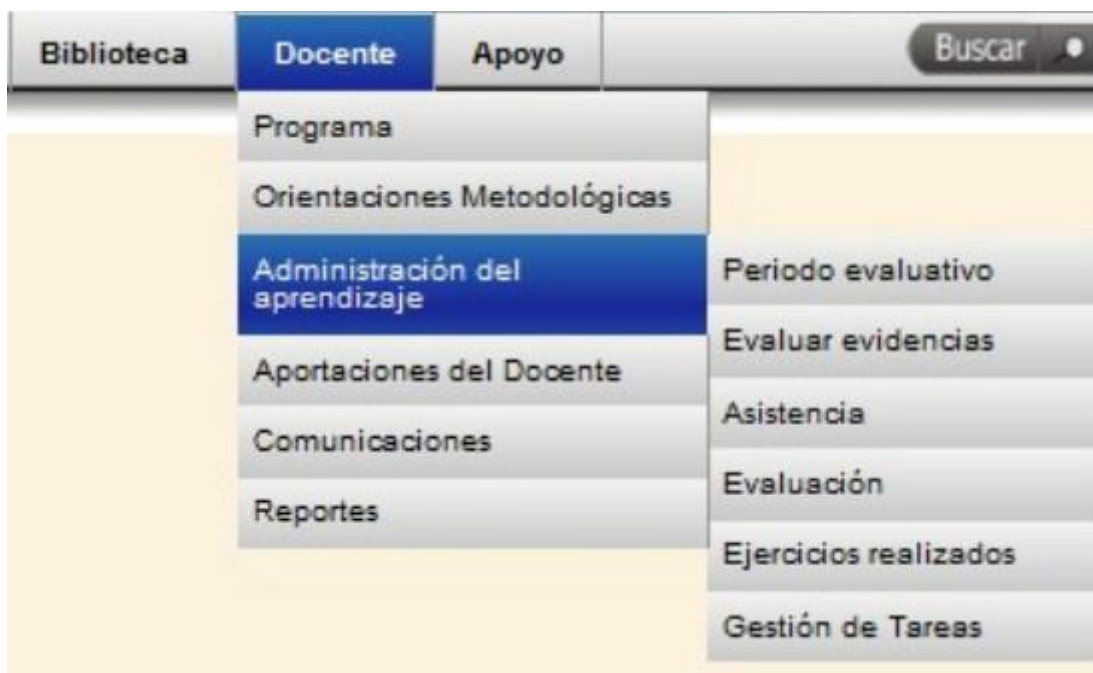 Biblioteca
Docente
Apoyo
Buscar
Programa
Orientaciones Metodológicas
Administración del
aprendizaje
Aportaciones del Docente
Comunicaciones
Reportes
Periodo evaluativo
Evaluar evidencias
Asistencia
Evaluación
Ejercicios realizados
Gestión de Tareas